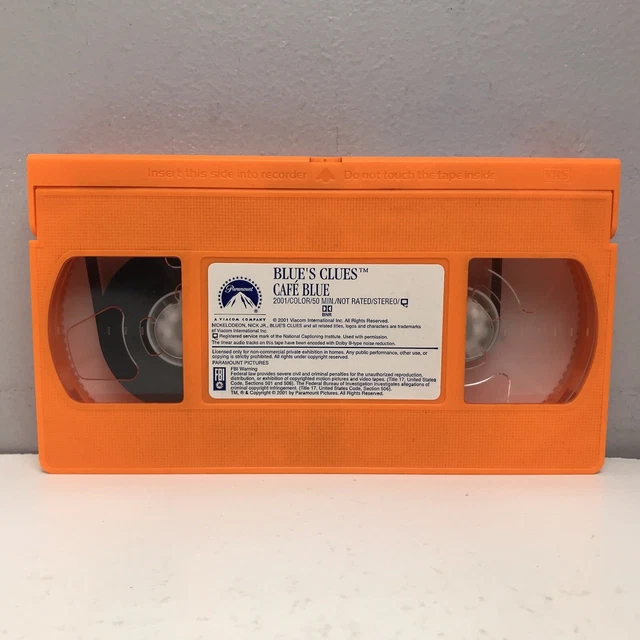 Insert this side into recorder Do not touch the tape inside VHS
Paramount
A VIACOM COMPANY
BLUE'S CLUES™
CAFÉ BLUE
2001/COLOR/50 MIN./NOT RATED/STEREO/
BNR
© 2001 Viacom International Inc. All Rights Reserved.
NICKELODEON, NICK JR., BLUE'S CLUES and all related titles, logos and characters are trademarks
of Viacom International Inc.
Registered service mark of the National Captioning Institute. Used with permission.
The linear audio tracks on this tape have been encoded with Dolby B-type noise reduction.
Licensed only for non-commercial private exhibition in homes. Any public performance, other use, or
copying is strictly prohibited. All rights under copyright reserved.
PARAMOUNT PICTURES
FBI
FBI Warning
Federal law provides severe civil and criminal penalties for the unauthorized reproduction,
distribution, or exhibition of copyrighted motion pictures and video tapes. (Title 17, United States
Code, Sections 501 and 506). The Federal Bureau of Investigation investigates allegations of
criminal copyright infringement. (Title 17, United States Code, Section 506).
TM, ® & Copyright © 2001 by Paramount Pictures. All Rights Reserved.